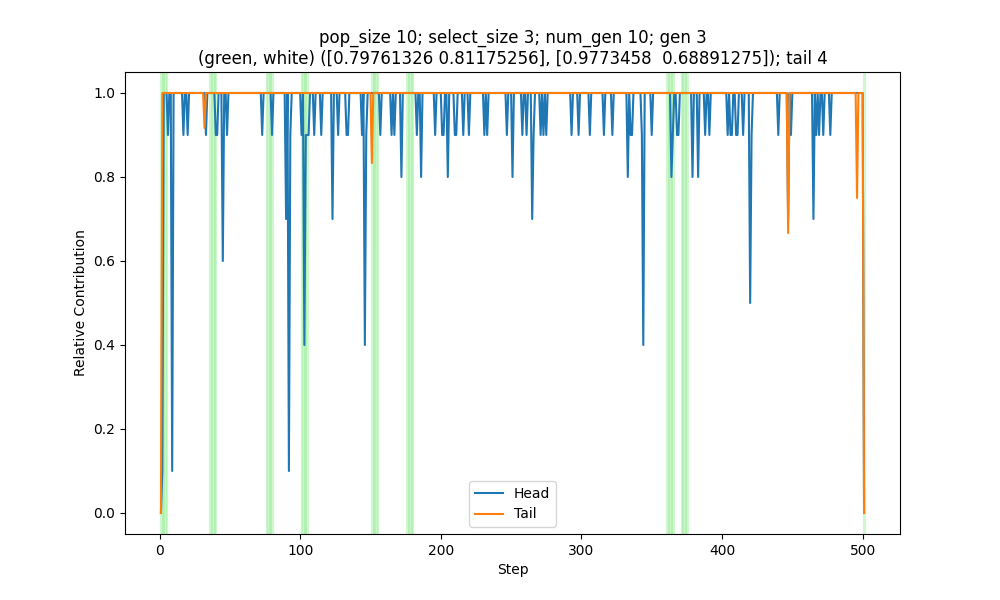 pop_size 10; select_size 3; num_gen 10; gen 3
(green, white) ([0.79761326 0.81175256], [0.9773458  0.68891275]); tail 4
1.0
0.8
0.6
0.4
0.2
0.0
Relative Contribution
Head
Tail
0 100 200 300 400 500
Step